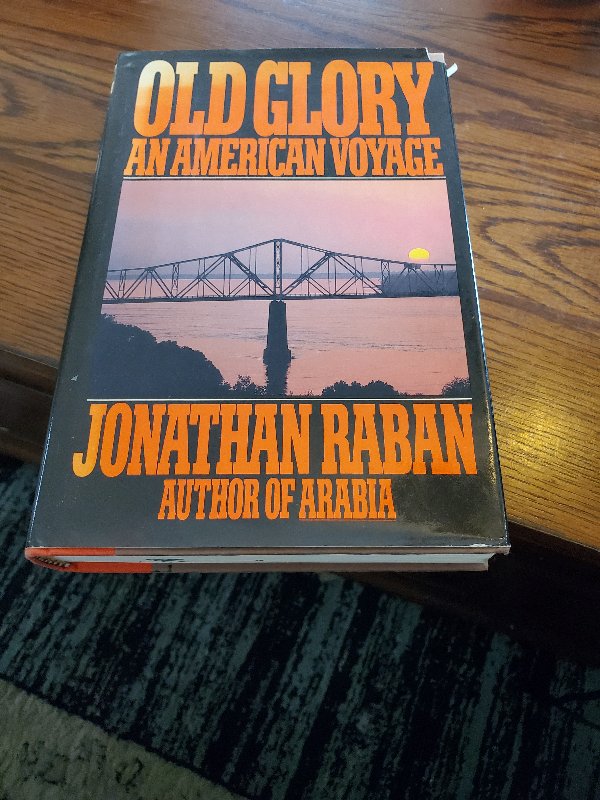 OLD GLORY
AN AMERICAN VOYAGE
JONATHAN RABAN
AUTHOR OF ARABIA